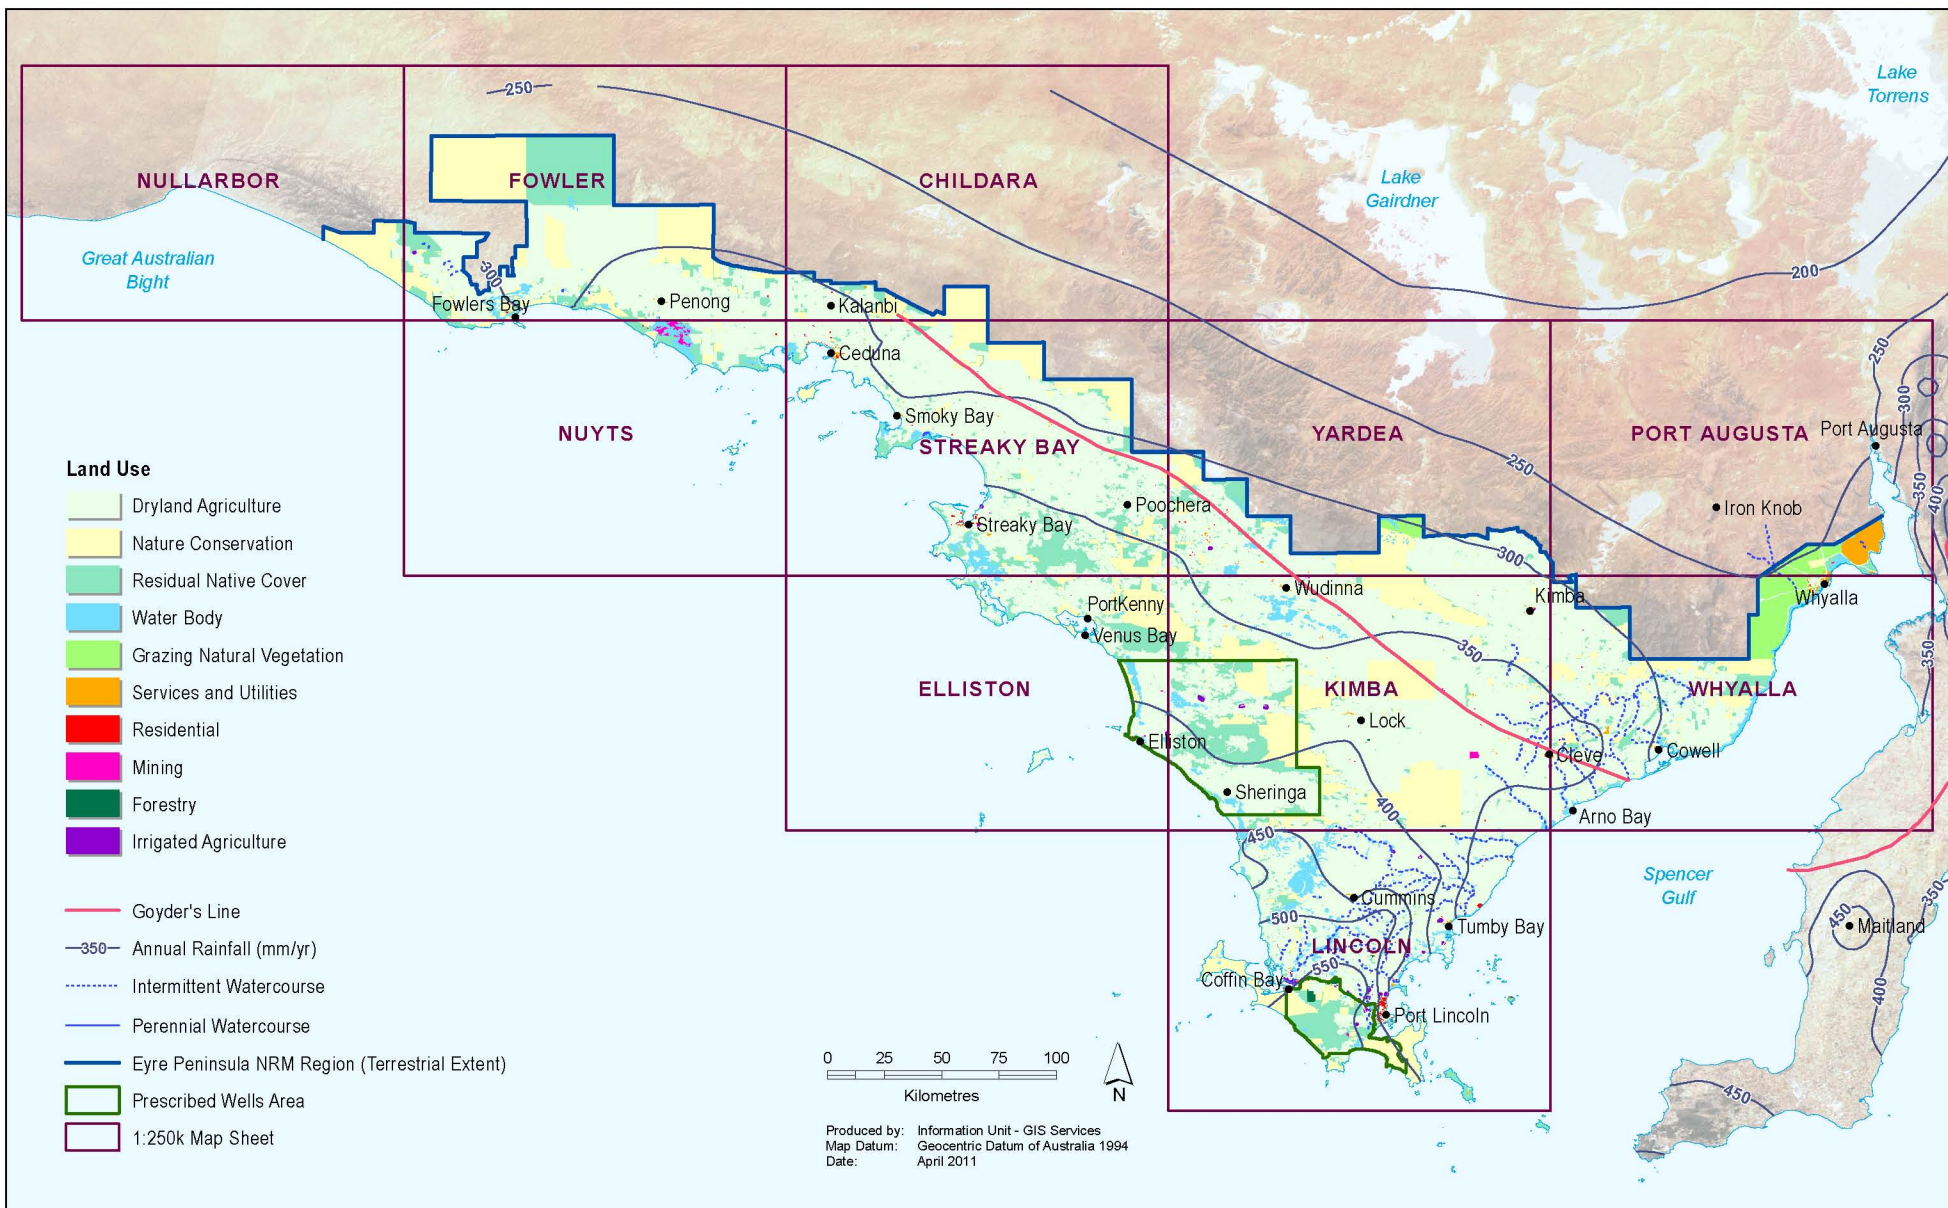 Lake
Torrens
250
NULLARBOR
FOWLER
CHILDARA
Lake
Gairdner
Great Australian
Bight
200
300
Fowlers Bay
Penong
Kalanbi
Ceduna
250
300
Smoky Bay
NUYTS
STREAKY BAY
YARDEA
PORT AUGUSTA
Port Augusta
250
350
400
Poochera
Iron Knob
Streaky Bay
300
Wudinna
Kimba
Whyalla
PortKenny
Venus Bay
350
350
ELLISTON
KIMBA
WHYALLA
Lock
Elliston
Cleve
Cowell
Sheringa
400
Arno Bay
450
Spencer
Gulf
Cummins
500
Tumby Bay
LINCOLN
450
Maitland
350
550
Coffin Bay
400
Port Lincoln
450
Land Use
Dryland Agriculture
Nature Conservation
Residual Native Cover
Water Body
Grazing Natural Vegetation
Services and Utilities
Residential
Mining
Forestry
Irrigated Agriculture
Goyder's Line
350 Annual Rainfall (mm/yr)
Intermittent Watercourse
Perennial Watercourse
Eyre Peninsula NRM Region (Terrestrial Extent)
Prescribed Wells Area
1:250k Map Sheet
0 25 50 75 100
Kilometres
N
Produced by: Information Unit - GIS Services
Map Datum: Geocentric Datum of Australia 1994
Date: April 2011